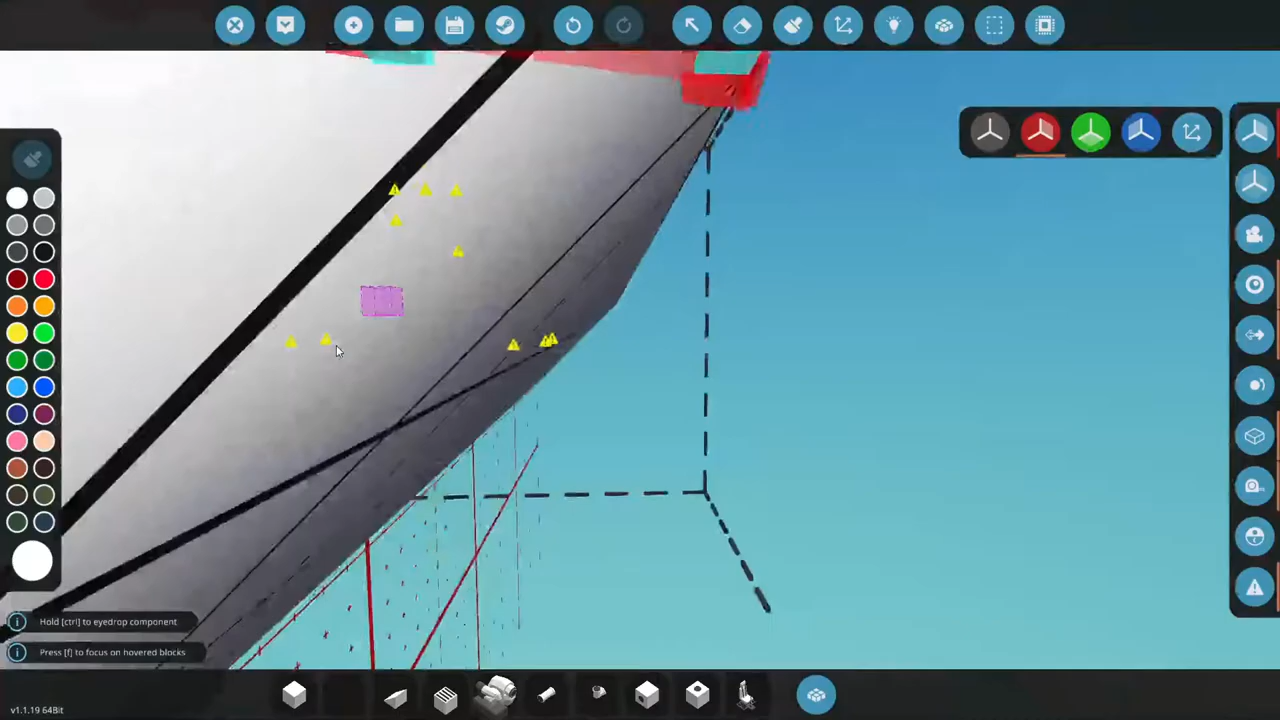 Hold [ctrl] to eyedrop component
Press [f] to focus on hovered blocks
v1.1.19 64Bit